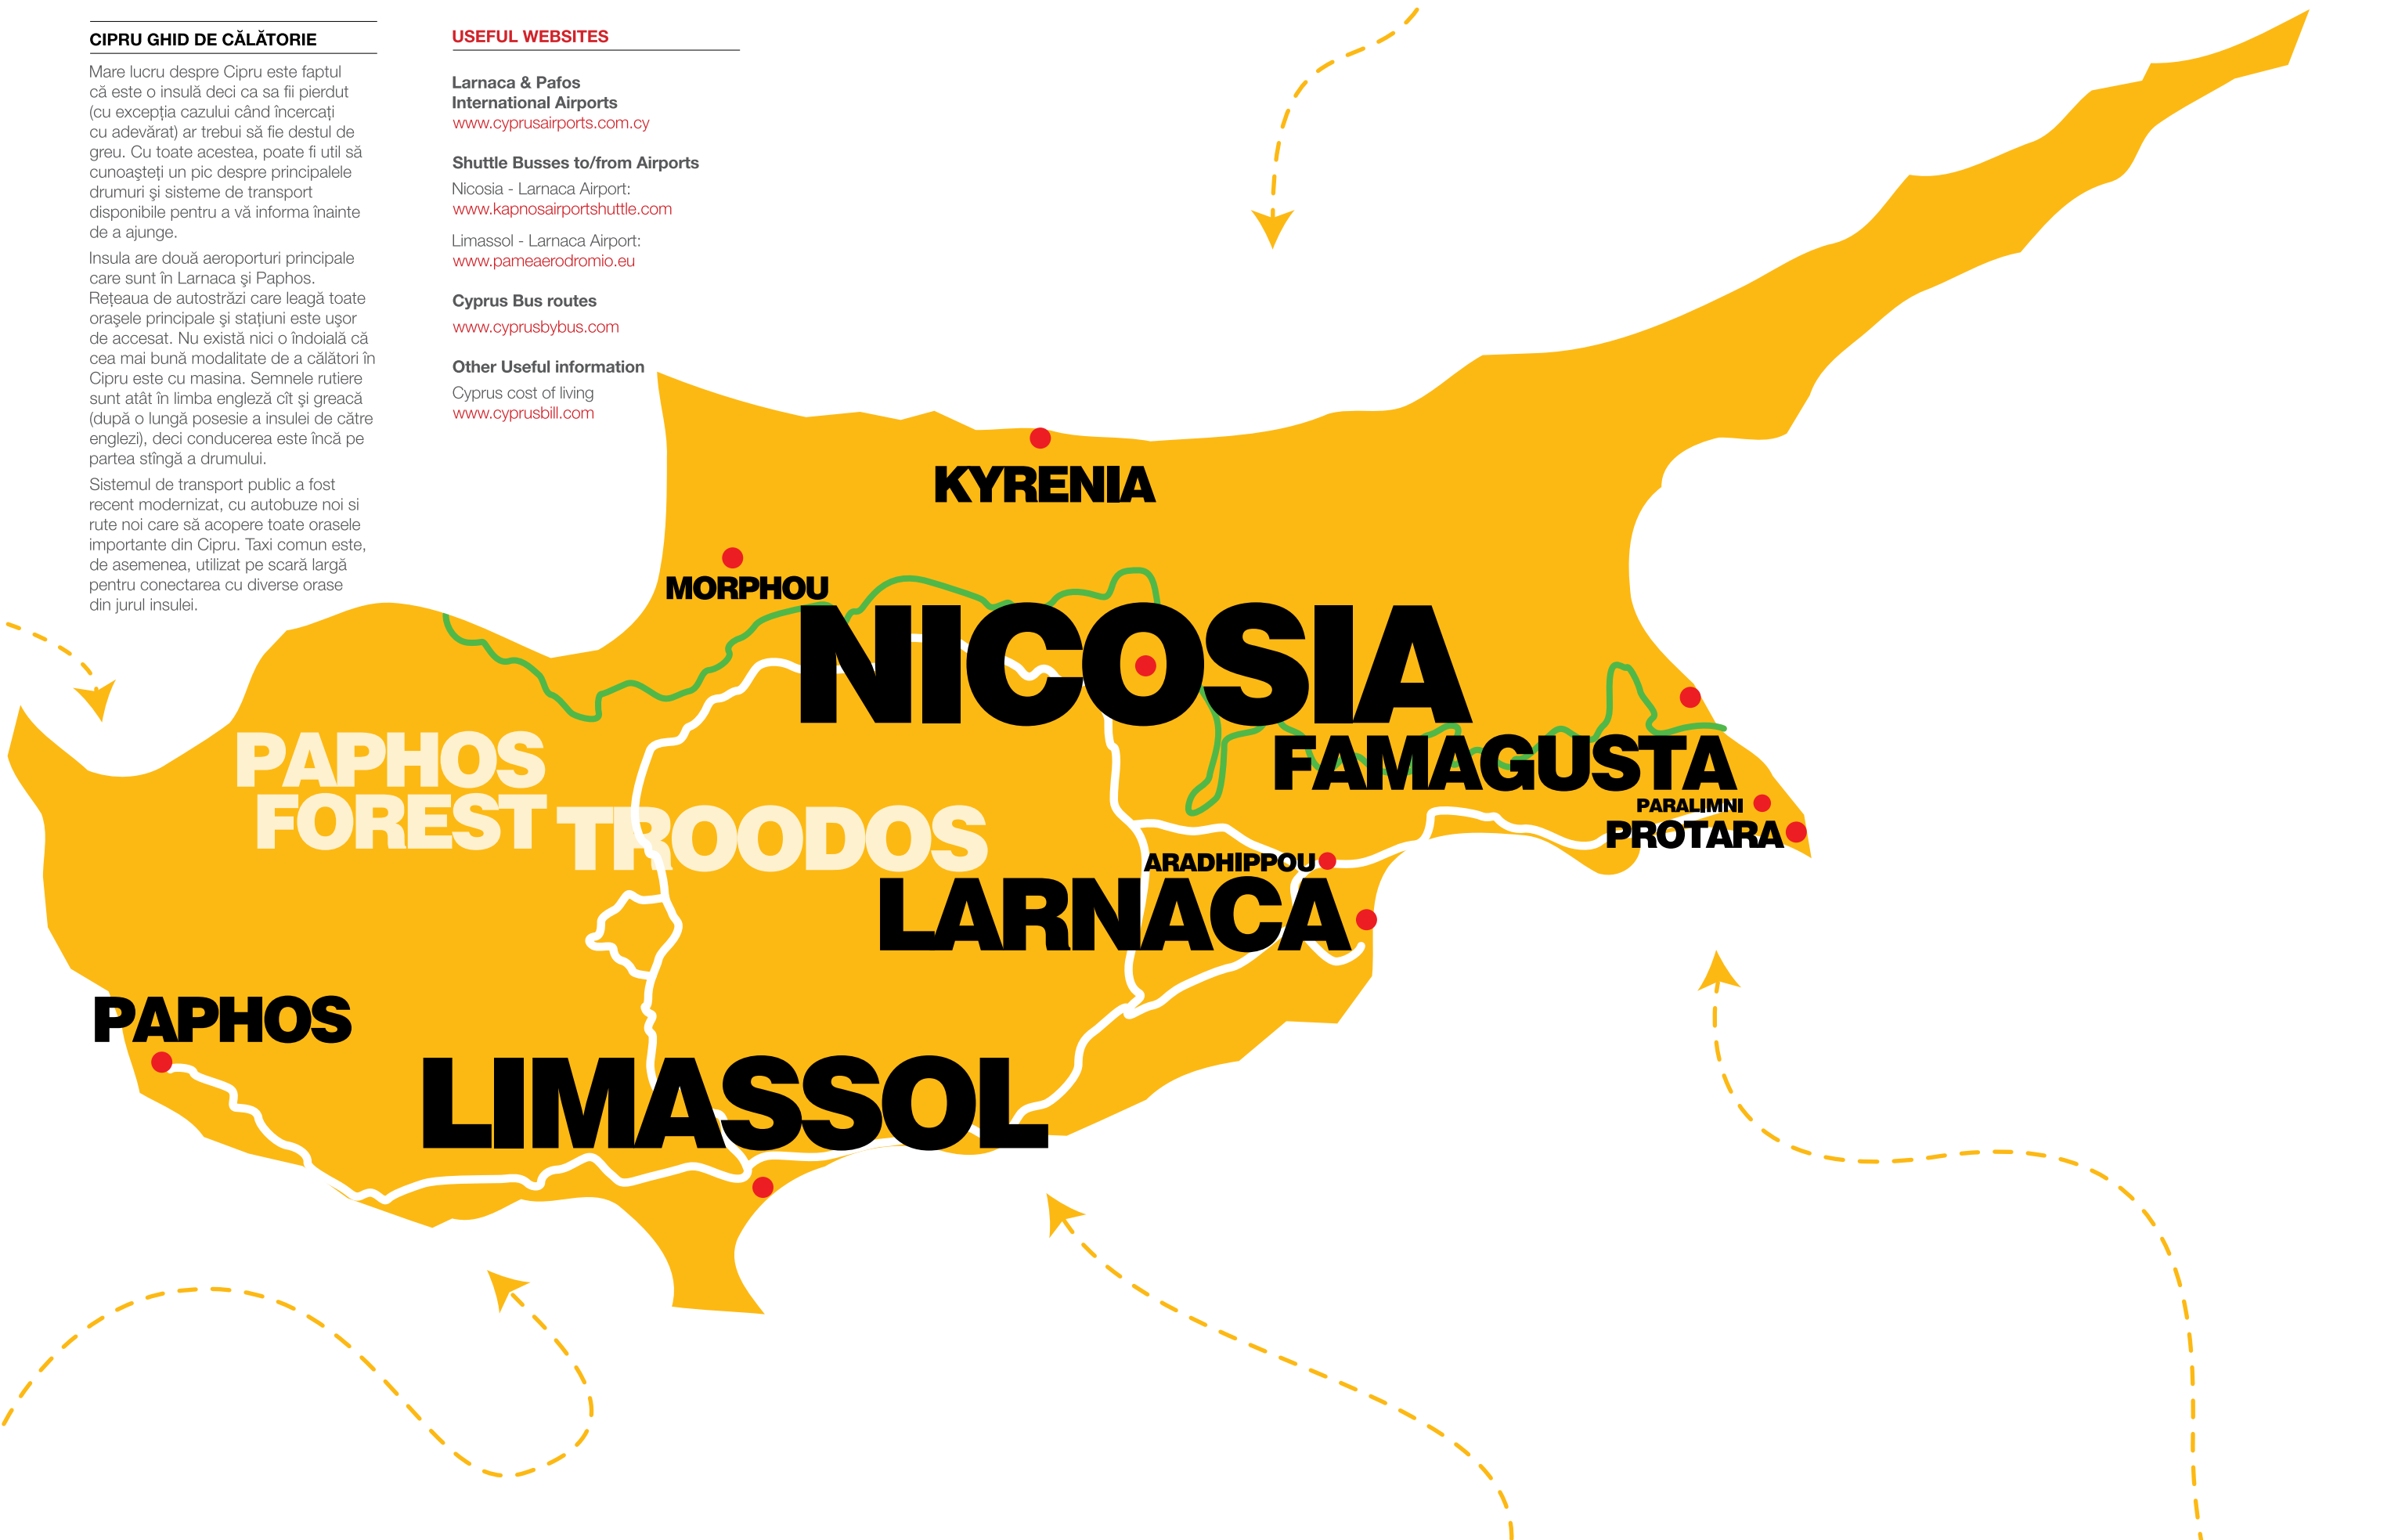 CIPRU GHID DE CĂLĂTORIE
Mare lucru despre Cipru este faptul
că este o insulă deci ca sa fii pierdut
(cu excepția cazului când încercați
cu adevărat) ar trebui să fie destul de
greu. Cu toate acestea, poate fi util să
cunoaşteți un pic despre principalele
drumuri şi sisteme de transport
disponibile pentru a vă informa înainte
de a ajunge.
Insula are două aeroporturi principale
care sunt în Larnaca şi Paphos.
Rețeaua de autostrăzi care leagă toate
oraşele principale şi stațiuni este uşor
de accesat. Nu există nici o îndoială că
cea mai bună modalitate de a călători în
Cipru este cu masina. Semnele rutiere
sunt atât în limba engleză cît şi greacă
(după o lungă posesie a insulei de către
englezi), deci conducerea este încă pe
partea stîngă a drumului.
Sistemul de transport public a fost
recent modernizat, cu autobuze noi si
rute noi care să acopere toate orasele
importante din Cipru. Taxi comun este,
de asemenea, utilizat pe scară largă
pentru conectarea cu diverse orase
din jurul insulei.
USEFUL WEBSITES
Larnaca & Pafos
International Airports
www.cyprusairports.com.cy
Shuttle Busses to/from Airports
Nicosia - Larnaca Airport:
www.kapnosairportshuttle.com
Limassol - Larnaca Airport:
www.pameaerodromio.eu
Cyprus Bus routes
www.cyprusbybus.com
Other Useful information
Cyprus cost of living
www.cyprusbill.com
KYRENIA
MORPHOU
NICOSIA
FAMAGUSTA
PARALIMNI
PROTARA
PAPHOS
FOREST
TROODOS
ARADHIPPOU
LARNACA
PAPHOS
LIMASSOL